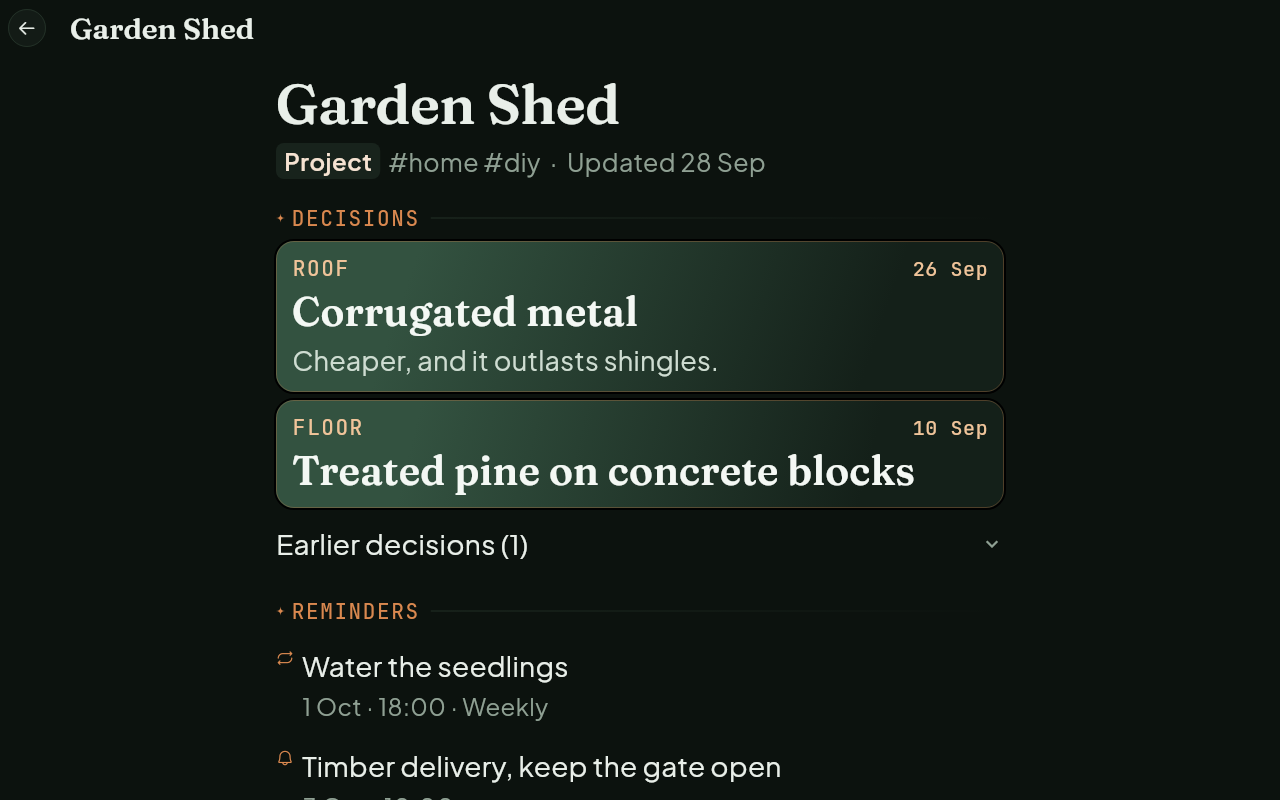 Garden Shed
Garden Shed
Project #home #diy · Updated 28 Sep
DECISIONS
ROOF 26 Sep
Corrugated metal
Cheaper, and it outlasts shingles.
FLOOR 10 Sep
Treated pine on concrete blocks
Earlier decisions (1)
REMINDERS
Water the seedlings
1 Oct · 18:00 · Weekly
Timber delivery, keep the gate open